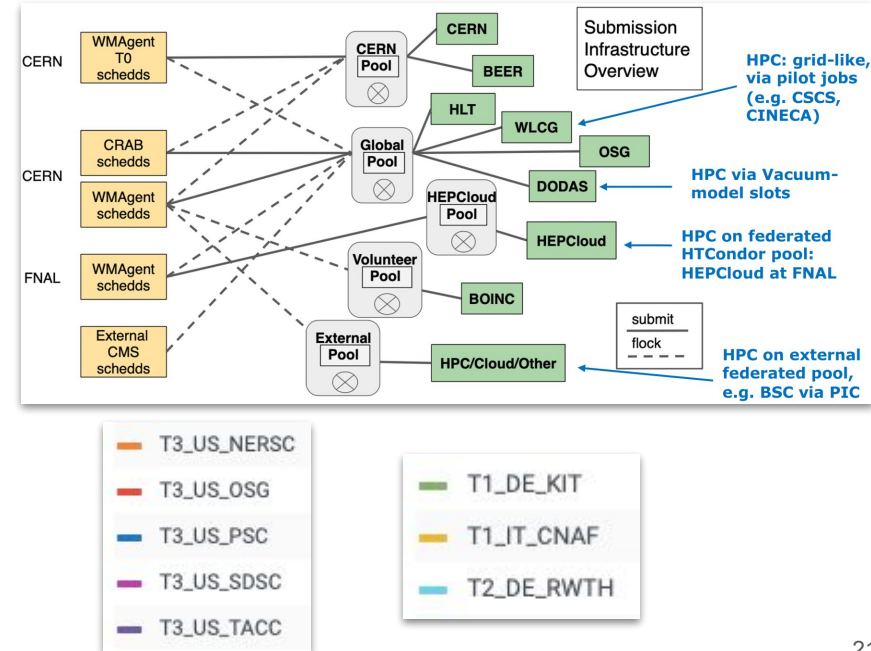 CERN
WMAgent
T0
schedds
CERN
Pool
CERN
BEER
Submission
Infrastructure
Overview
HPC: grid-like,
via pilot jobs
(e.g. CSCS,
CINECA)
CERN
CRAB
schedds
WMAgent
schedds
Global
Pool
HLT
WLCG
OSG
DODAS
HPC via Vacuum-
model slots
HEPCloud
Pool
HEPCloud
HPC on federated
HTCondor pool:
HEPCloud at FNAL
FNAL
WMAgent
schedds
Volunteer
Pool
BOINC
External
CMS
schedds
External
Pool
HPC/Cloud/Other
submit
flock
HPC on external
federated pool,
e.g. BSC via PIC
T3_US_NERSC
T3_US_OSG
T3_US_PSC
T3_US_SDSC
T3_US_TACC
T1_DE_KIT
T1_IT_CNAF
T2_DE_RWTH
21